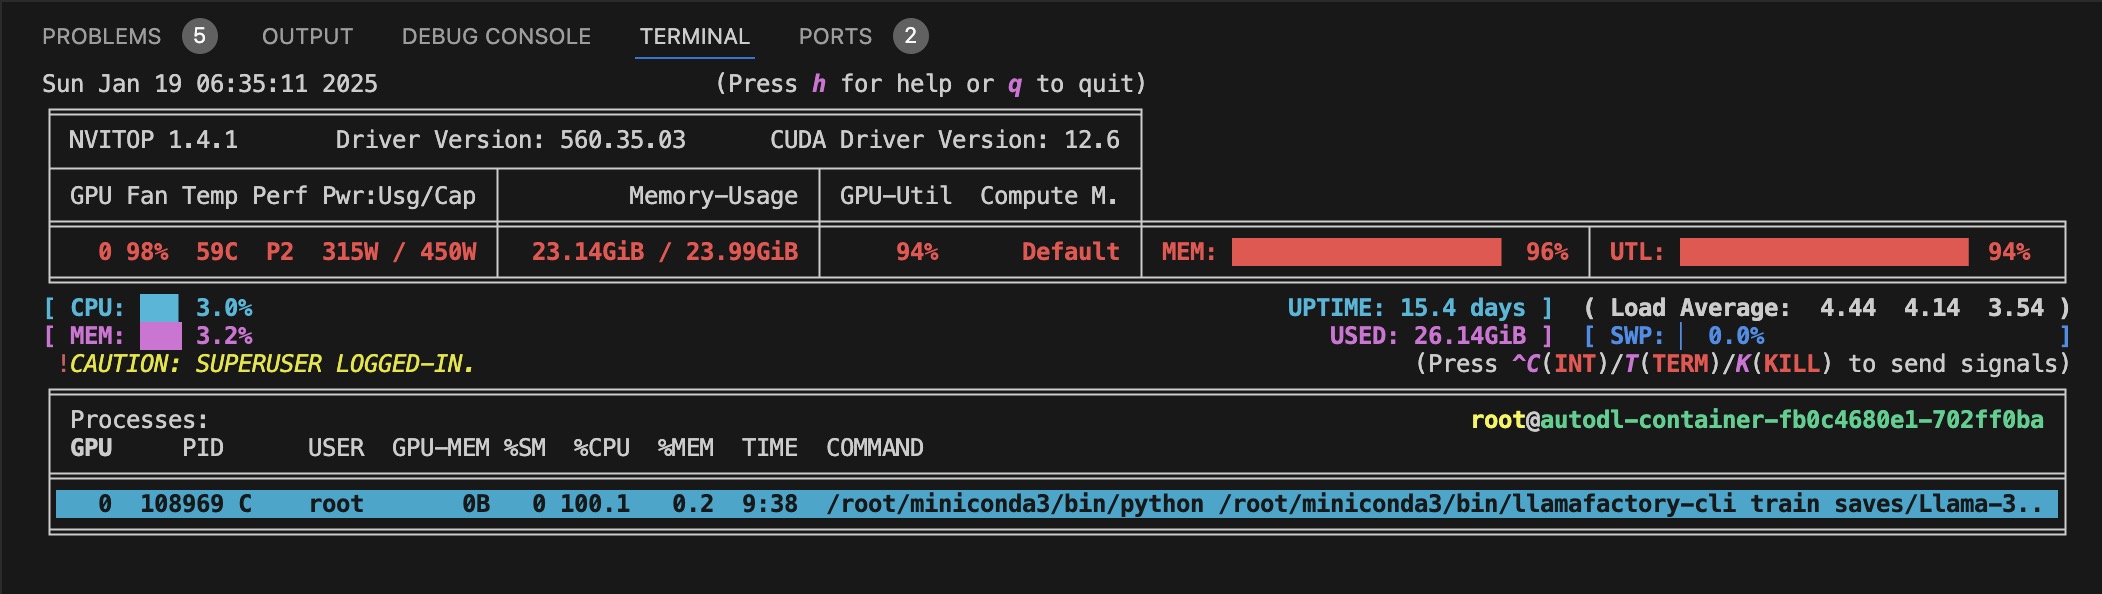 PROBLEMS 5 OUTPUT DEBUG CONSOLE TERMINAL PORTS 2
Sun Jan 19 06:35:11 2025 (Press h for help or q to quit)
NVITOP 1.4.1 Driver Version: 560.35.03 CUDA Driver Version: 12.6
GPU Fan Temp Perf Pwr:Usg/Cap Memory-Usage GPU-Util Compute M.
0 98% 59C P2 315W / 450W 23.14GiB / 23.99GiB 94% Default MEM: 96% UTL: 94%
[ CPU: 3.0% UPTIME: 15.4 days ] ( Load Average: 4.44 4.14 3.54 )
[ MEM: 3.2% USED: 26.14GiB ] [ SWP: 0.0% ]
!CAUTION: SUPERUSER LOGGED-IN. (Press ^C(INT)/T(TERM)/K(KILL) to send signals)
Processes: root@autodl-container-fb0c4680e1-702ff0ba
GPU PID USER GPU-MEM %SM %CPU %MEM TIME COMMAND
0 108969 C root 0B 0 100.1 0.2 9:38 /root/miniconda3/bin/python /root/miniconda3/bin/llamafactory-cli train saves/Llama-3..